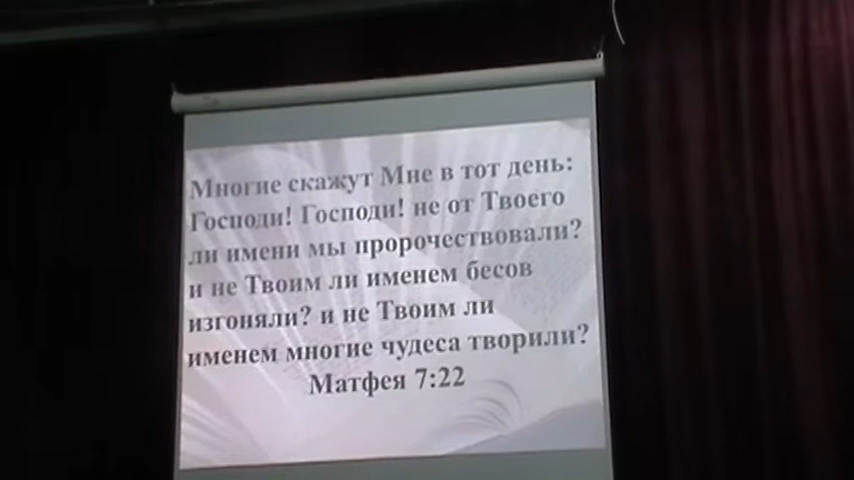 Многие скажут Мне в тот день:
Господи! Господи! не от Твоего
ли имени мы пророчествовали?
и не Твоим ли именем бесов
изгоняли? и не Твоим ли
именем многие чудеса творили?
Матфея 7:22